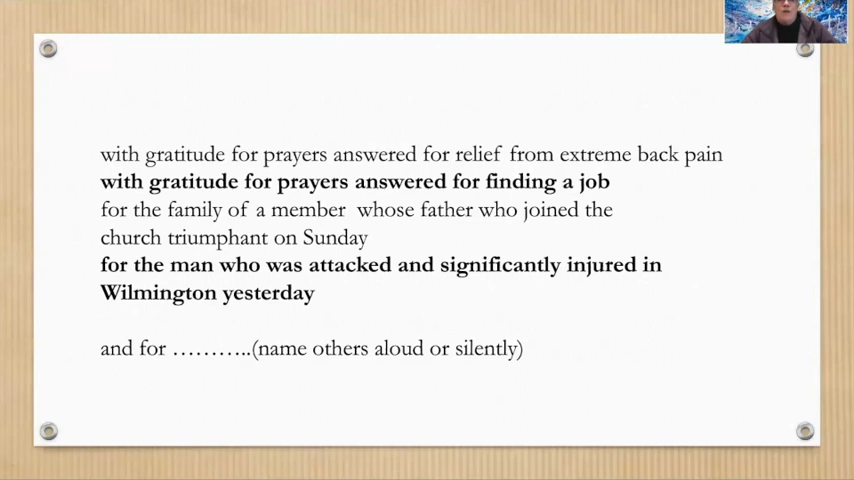 with gratitude for prayers answered for relief from extreme back pain
with gratitude for prayers answered for finding a job
for the family of a member whose father who joined the
church triumphant on Sunday
for the man who was attacked and significantly injured in
Wilmington yesterday
and for ………..(name others aloud or silently)